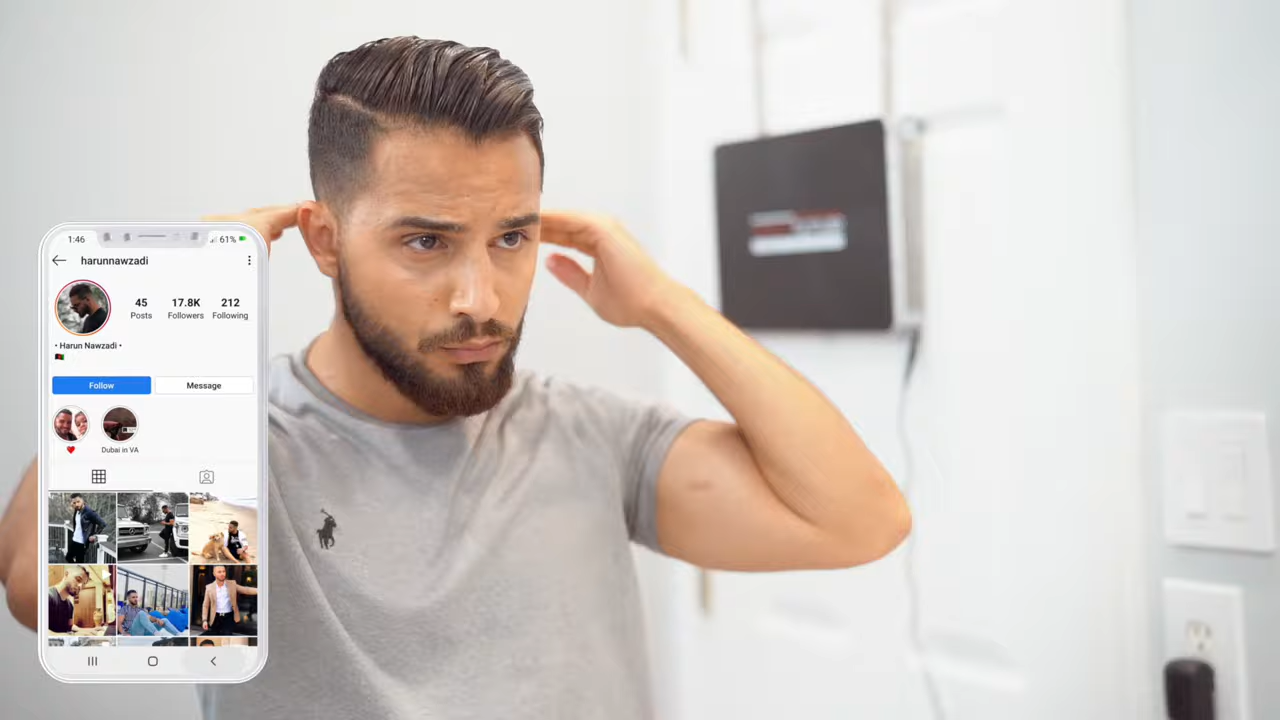 1:46
61%
harunnawzadi
45
17.8K
212
Posts
Followers
Following
• Harun Nawzadi •
Follow
Message
Dubai in VA